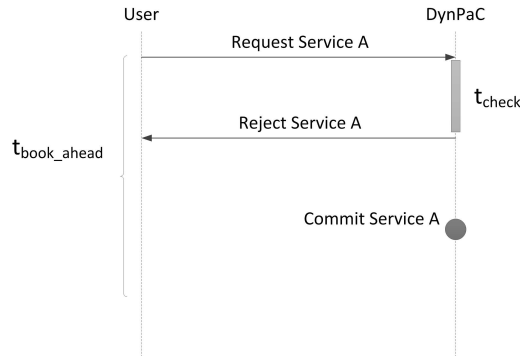 User
DynPaC
Request Service A
t_check
Reject Service A
t_book_ahead
Commit Service A